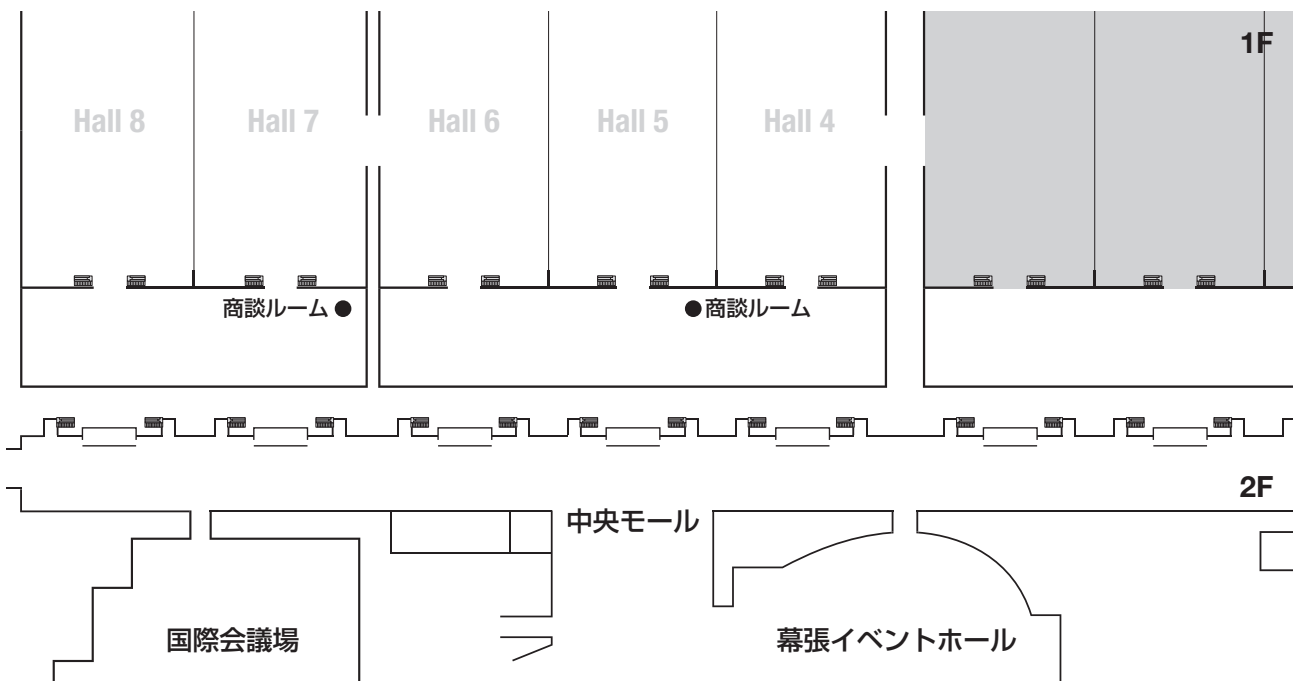 1F
Hall 8
Hall 7
Hall 6
Hall 5
Hall 4
商談ルーム
商談ルーム
2F
中央モール
国際会議場
幕張イベントホール